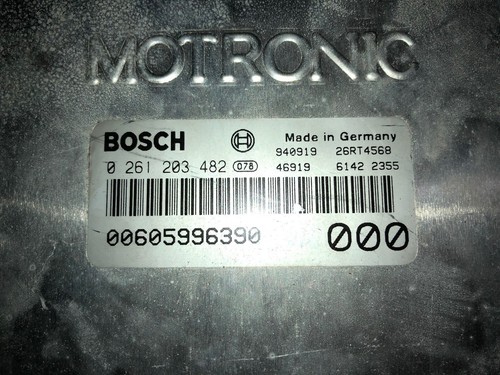 MOTRONIC
BOSCH Made in Germany
940919 26RT4568
0 261 203 482 078 46919 6142 2355
00605996390 000